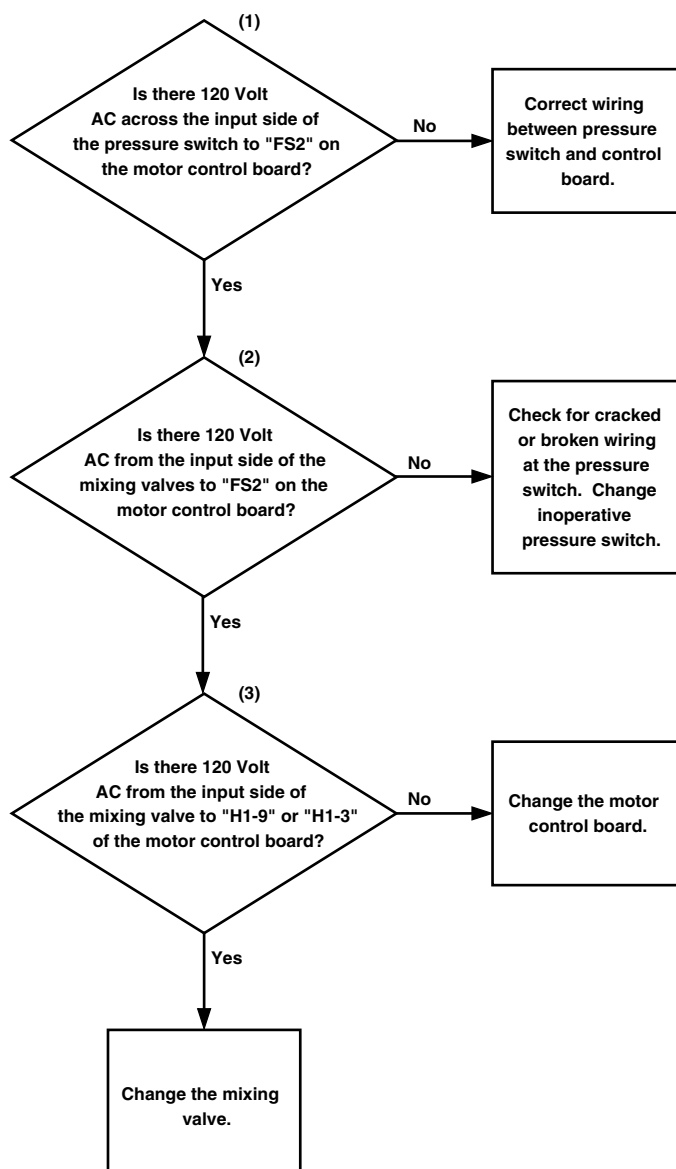 (1)
Is there 120 Volt
AC across the input side of
the pressure switch to "FS2" on
the motor control board?
No
Correct wiring
between pressure
switch and control
board.
Yes
(2)
Is there 120 Volt
AC from the input side of the
mixing valves to "FS2" on the
motor control board?
No
Check for cracked
or broken wiring
at the pressure
switch. Change
inoperative
pressure switch.
Yes
(3)
Is there 120 Volt
AC from the input side of
the mixing valve to "H1-9" or "H1-3"
of the motor control board?
No
Change the motor
control board.
Yes
Change the mixing
valve.